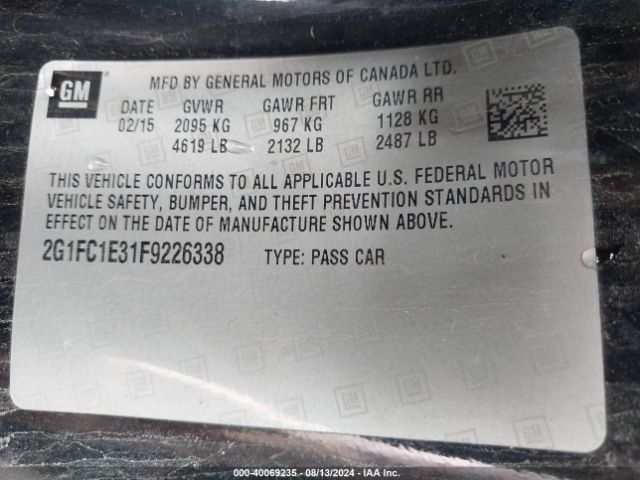 GM
MFD BY GENERAL MOTORS OF CANADA LTD.
DATE GVWR GAWR FRT GAWR RR
02/15 2095 KG 967 KG 1128 KG
4619 LB 2132 LB 2487 LB
THIS VEHICLE CONFORMS TO ALL APPLICABLE U.S. FEDERAL MOTOR
VEHICLE SAFETY, BUMPER, AND THEFT PREVENTION STANDARDS IN
EFFECT ON THE DATE OF MANUFACTURE SHOWN ABOVE.
2G1FC1E31F9226338 TYPE: PASS CAR
000-40069235 - 08/13/2024 - IAA Inc.